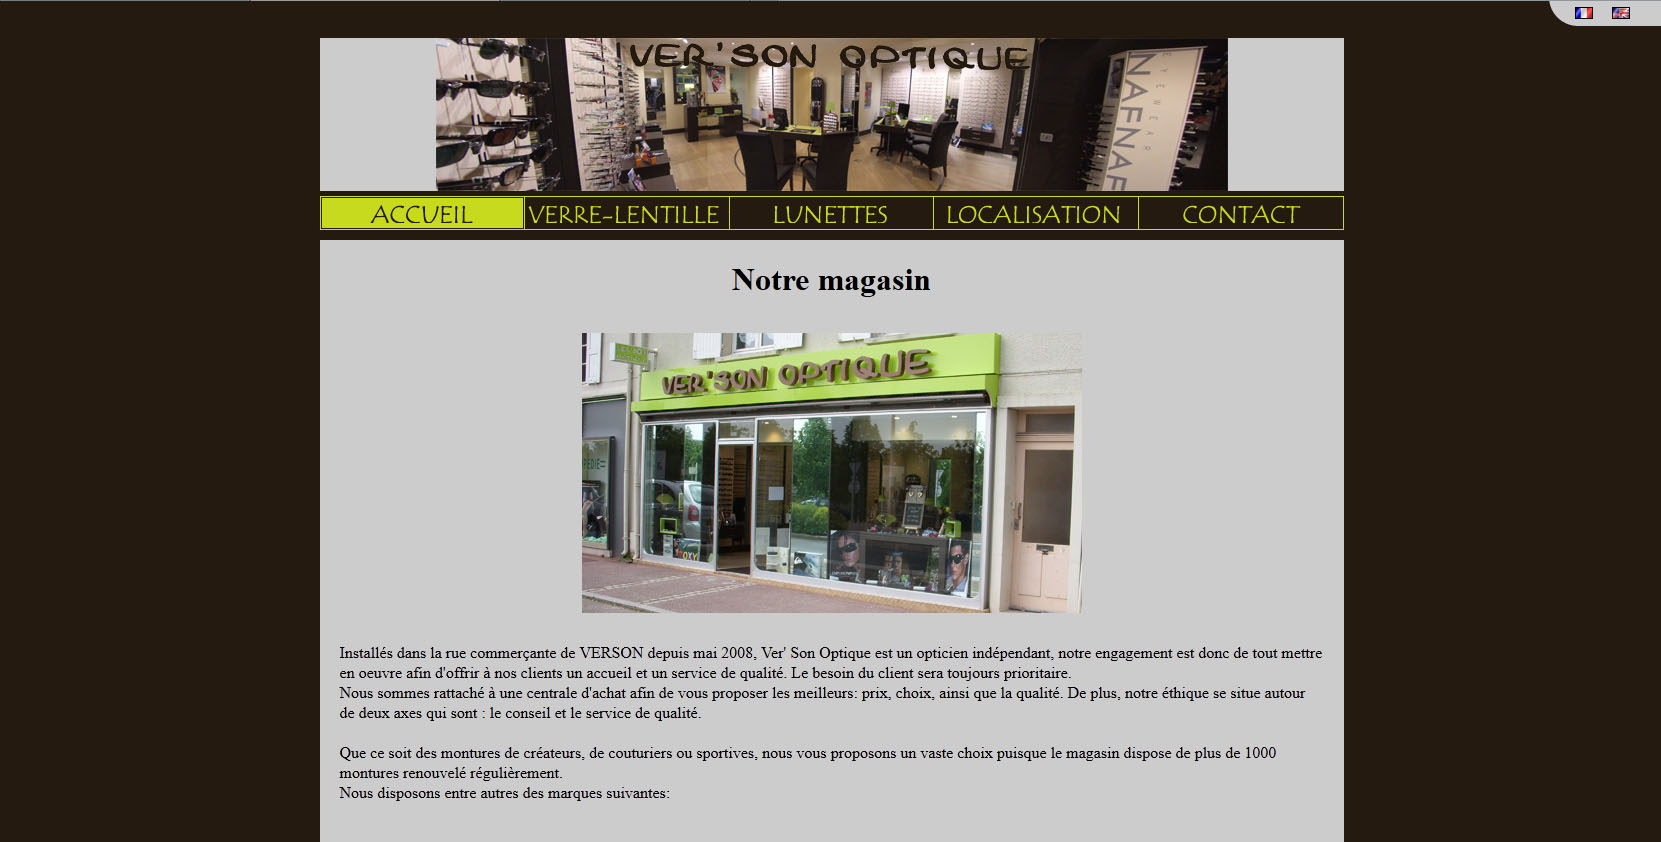 VER'SON OPTIQUE
EYEWEAR
NAFNAF
ACCUEIL VERRE-LENTILLE LUNETTES LOCALISATION CONTACT
Notre magasin
VER'SON OPTIQUE
Installés dans la rue commerçante de VERSON depuis mai 2008, Ver' Son Optique est un opticien indépendant, notre engagement est donc de tout mettre
en oeuvre afin d'offrir à nos clients un accueil et un service de qualité. Le besoin du client sera toujours prioritaire.
Nous sommes rattaché à une centrale d'achat afin de vous proposer les meilleurs: prix, choix, ainsi que la qualité. De plus, notre éthique se situe autour
de deux axes qui sont : le conseil et le service de qualité.
Que ce soit des montures de créateurs, de couturiers ou sportives, nous vous proposons un vaste choix puisque le magasin dispose de plus de 1000
montures renouvelé régulièrement.
Nous disposons entre autres des marques suivantes: